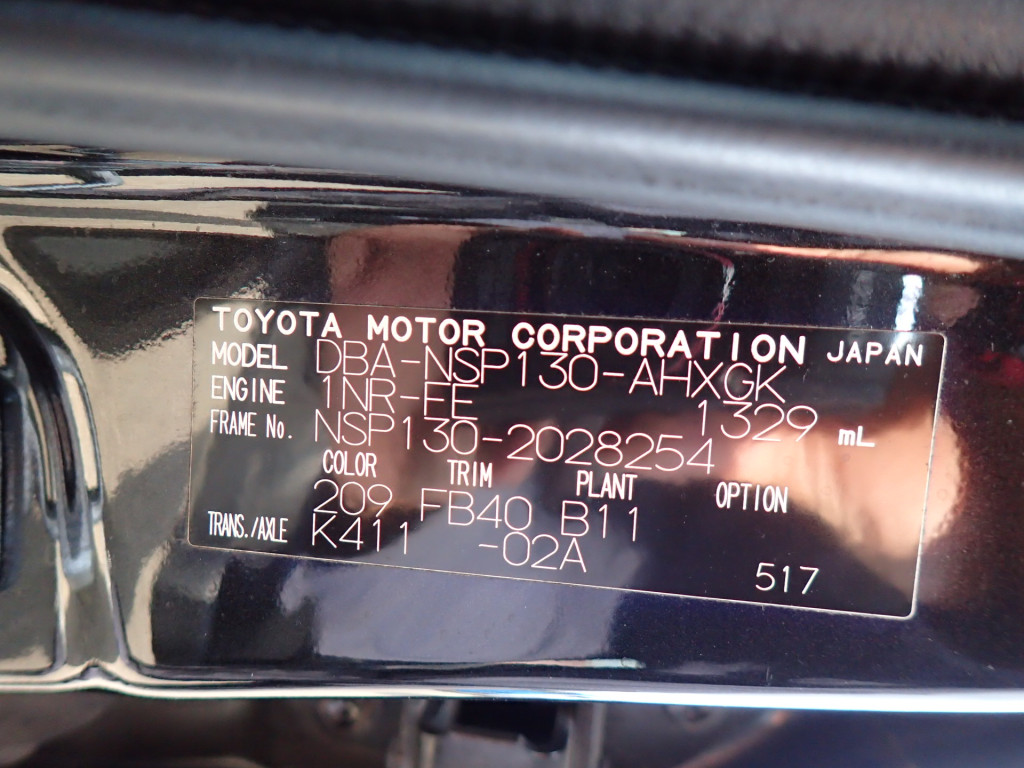 TOYOTA MOTOR CORPORATION JAPAN
MODEL DBA-NSP130-AHXGK
ENGINE 1NR-FE 1329 mL
FRAME No. NSP130-2028254
COLOR TRIM PLANT OPTION
209 FB40 B11
TRANS./AXLE K411 -02A
517